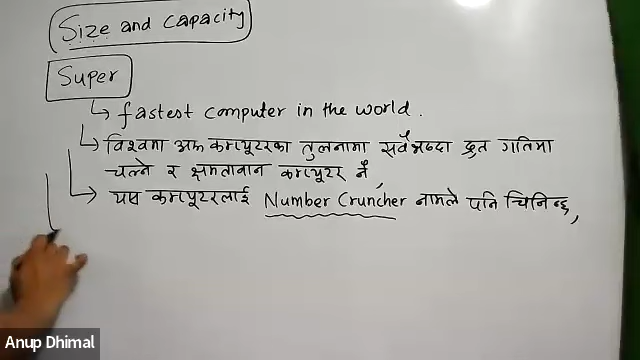 Size and capacity
Super
fastest computer in the world.
विश्वमा अरू कम्प्युटरका तुलनामा सबैभन्दा द्रुत गतिमा
चल्ने र क्षमतावान कम्प्युटर नै,
यस कम्प्युटरलाई Number Cruncher नामले पनि चिनिन्छ,
Anup Dhimal